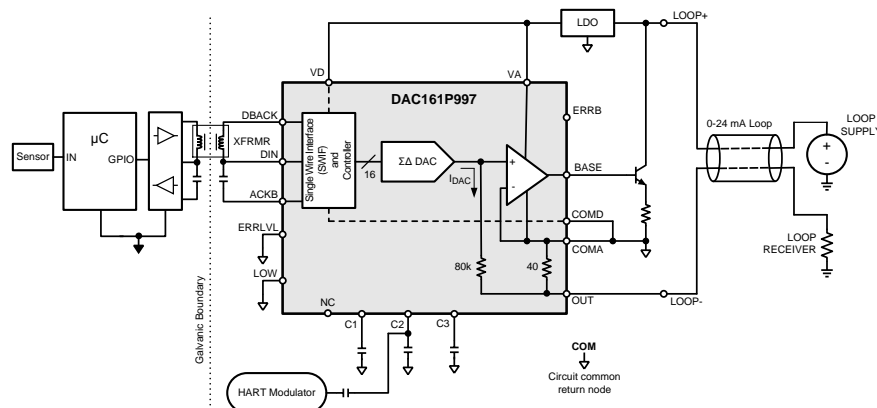 LDO
LOOP+
VD
VA
DAC161P997
DBACK
ERRB
µC
XFRMR
0-24 mA Loop
LOOP
SUPPLY
Sensor
IN
GPIO
DIN
Single Wire Interface
(SWIF)
and
Controller
16
ΣΔ DAC
IDAC
+
-
BASE
+
-
ACKB
COMD
ERRLVL
COMA
80k
40
LOOP
RECEIVER
LOW
OUT
LOOP-
NC
C1
C2
C3
Galvanic Boundary
COM
Circuit common
return node
HART Modulator